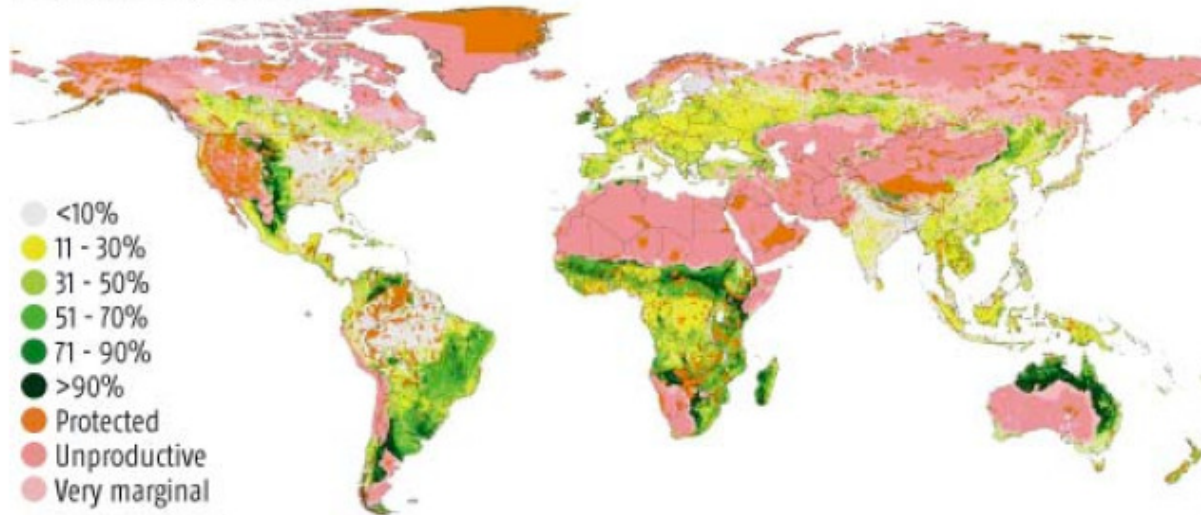 <10%
11 - 30%
31 - 50%
51 - 70%
71 - 90%
>90%
Protected
Unproductive
Very marginal